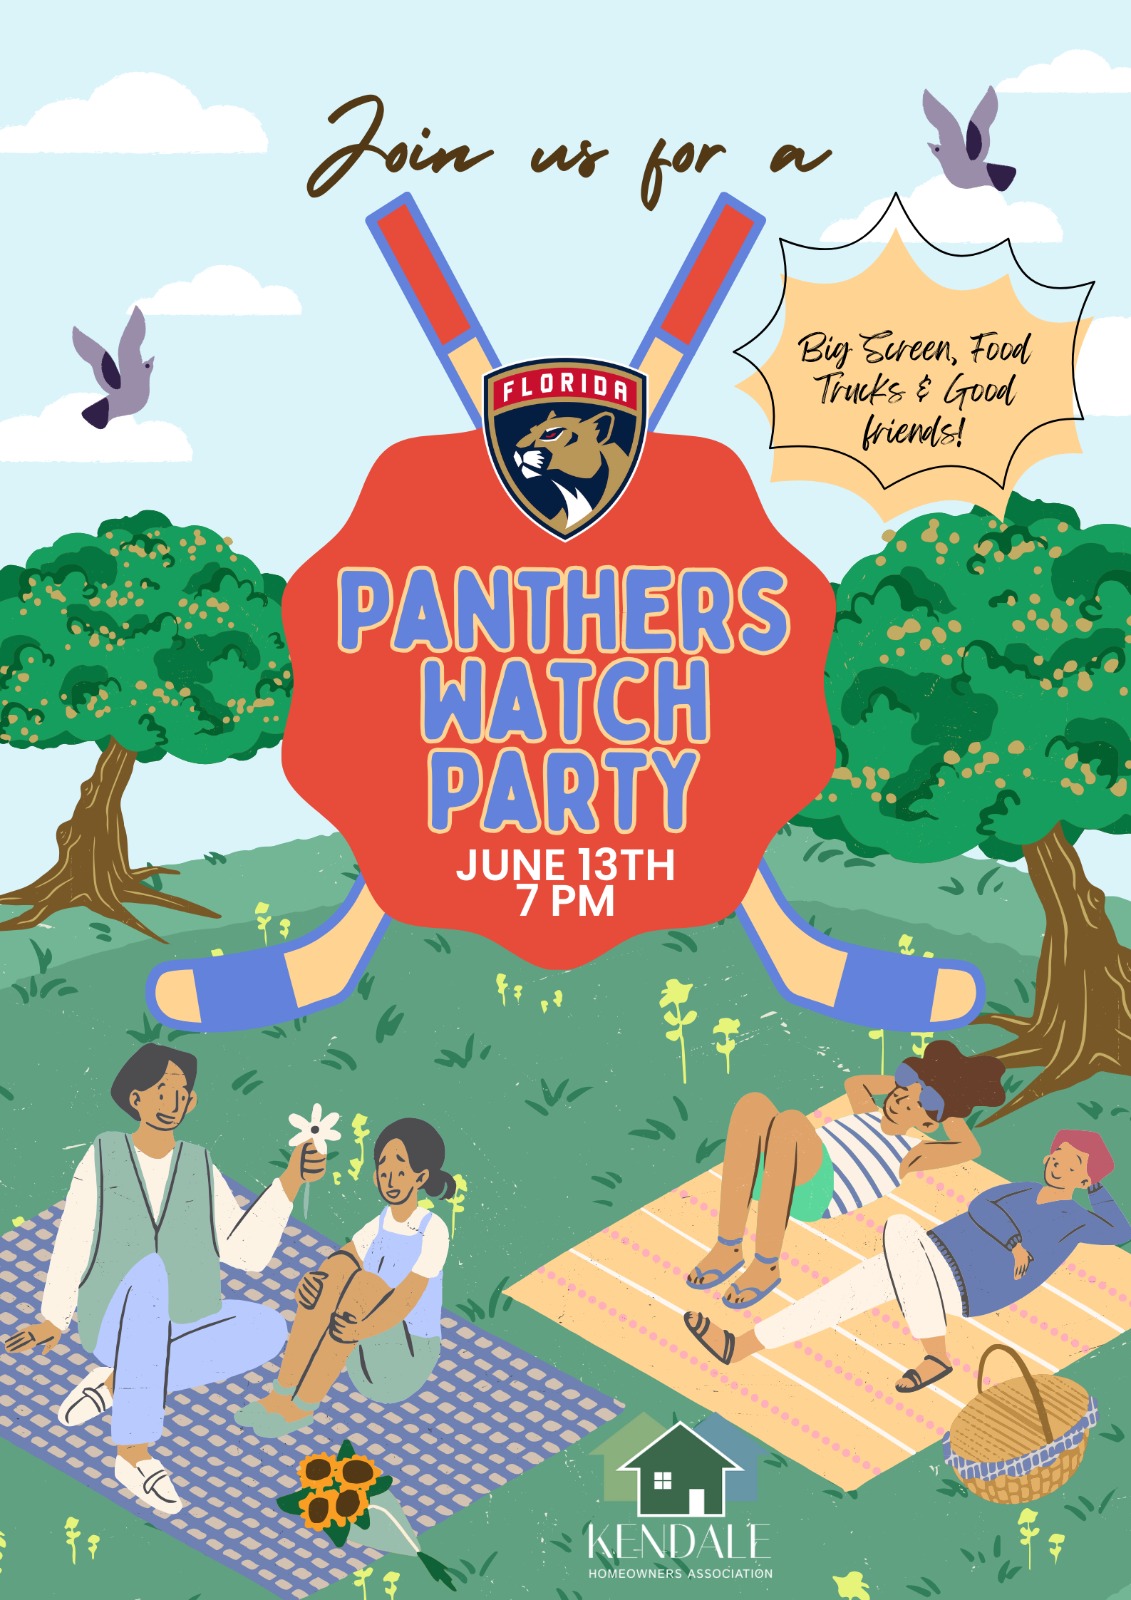 Join us for a
Big Screen, Food
Trucks & Good
friends!
FLORIDA
PANTHERS
WATCH
PARTY
JUNE 13TH
7 PM
KENDALE
HOMEOWNERS ASSOCIATION